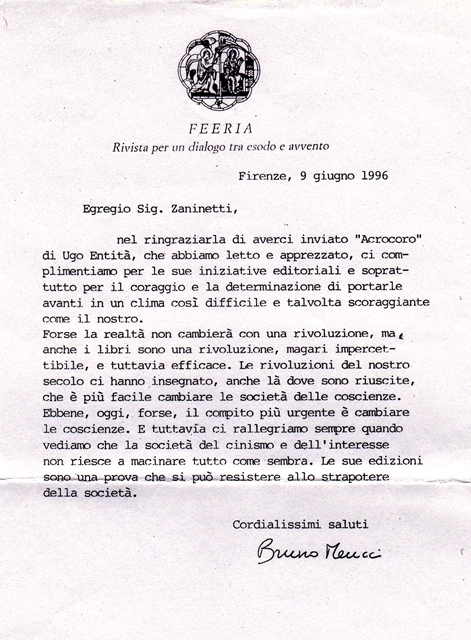 FEERIA
Rivista per un dialogo tra esodo e avvento
Firenze, 9 giugno 1996
Egregio Sig. Zaninetti,
nel ringraziarla di averci inviato "Acrocoro"
di Ugo Entità, che abbiamo letto e apprezzato, ci com-
plimentiamo per le sue iniziative editoriali e soprat-
tutto per il coraggio e la determinazione di portarle
avanti in un clima così difficile e talvolta scoraggiante
come il nostro.
Forse la realtà non cambierà con una rivoluzione, ma,
anche i libri sono una rivoluzione, magari impercet-
tibile, e tuttavia efficace. Le rivoluzioni del nostro
secolo ci hanno insegnato, anche là dove sono riuscite,
che è più facile cambiare le società delle coscienze.
Ebbene, oggi, forse, il compito più urgente è cambiare
le coscienze. E tuttavia ci rallegriamo sempre quando
vediamo che la società del cinismo e dell'interesse
non riesce a macinare tutto come sembra. Le sue edizioni
sono una prova che si può resistere allo strapotere
della società.
Cordialissimi saluti
Bruno Meucci